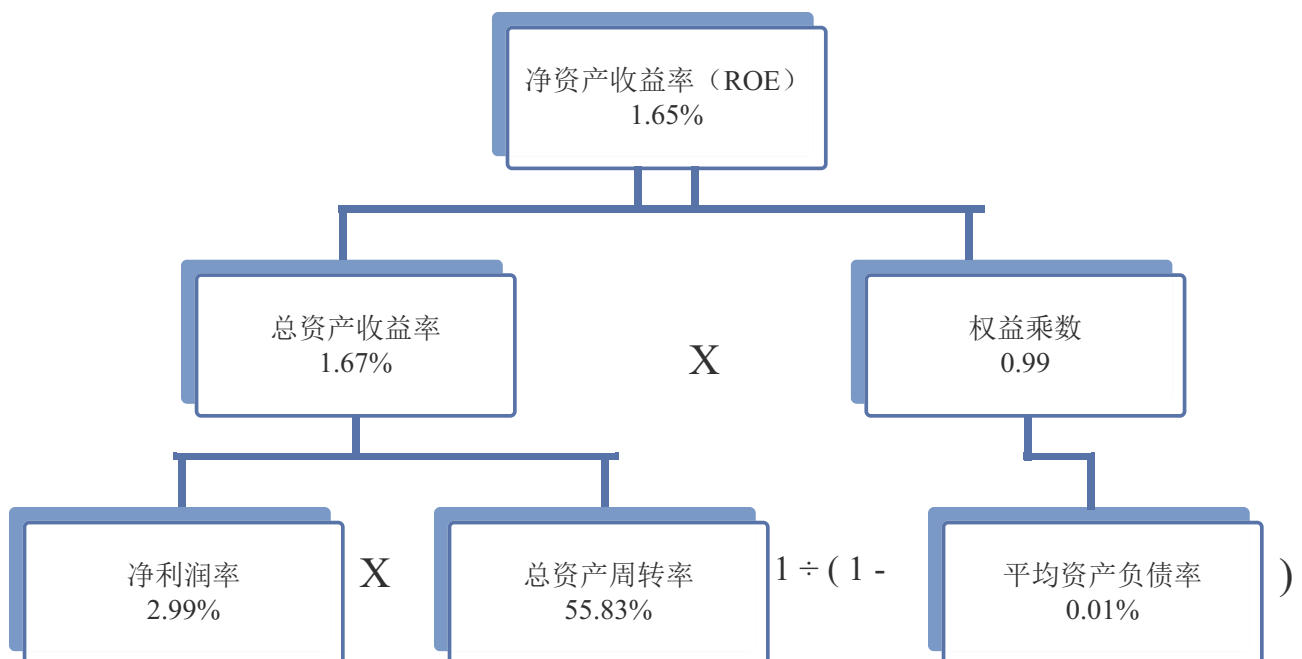 净资产收益率（ROE）
1.65%
总资产收益率
1.67%
X
权益乘数
0.99
净利润率
2.99%
X
总资产周转率
55.83%
1 ÷ ( 1 -
平均资产负债率
0.01%
)